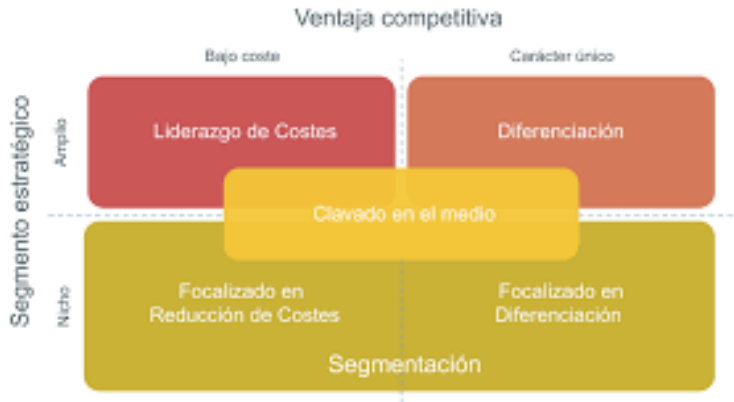 Ventaja competitiva
Bajo coste
Carácter único
Segmento estratégico
Amplio
Liderazgo de Costes
Diferenciación
Clavado en el medio
Nicho
Focalizado en
Reducción de Costes
Focalizado en
Diferenciación
Segmentación